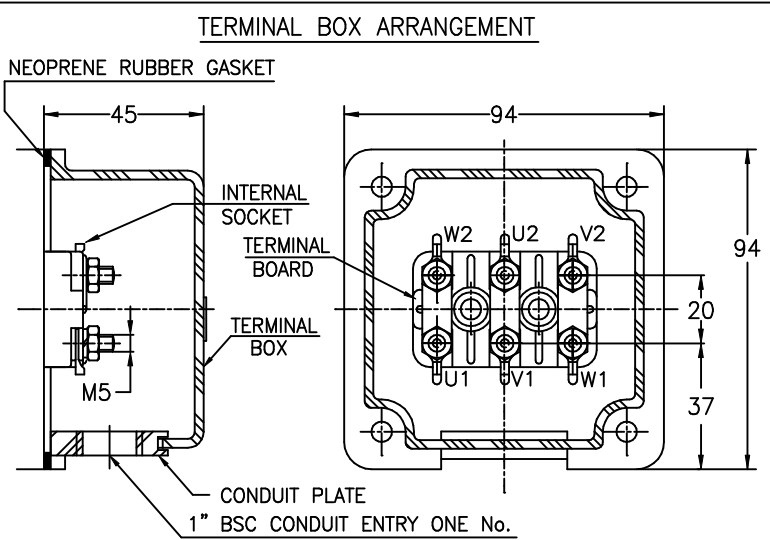 TERMINAL BOX ARRANGEMENT
NEOPRENE RUBBER GASKET
45
94
INTERNAL
SOCKET
W2 U2 V2
TERMINAL
BOARD
94
20
TERMINAL
BOX
M5
U1 V1 W1
37
CONDUIT PLATE
1" BSC CONDUIT ENTRY ONE No.